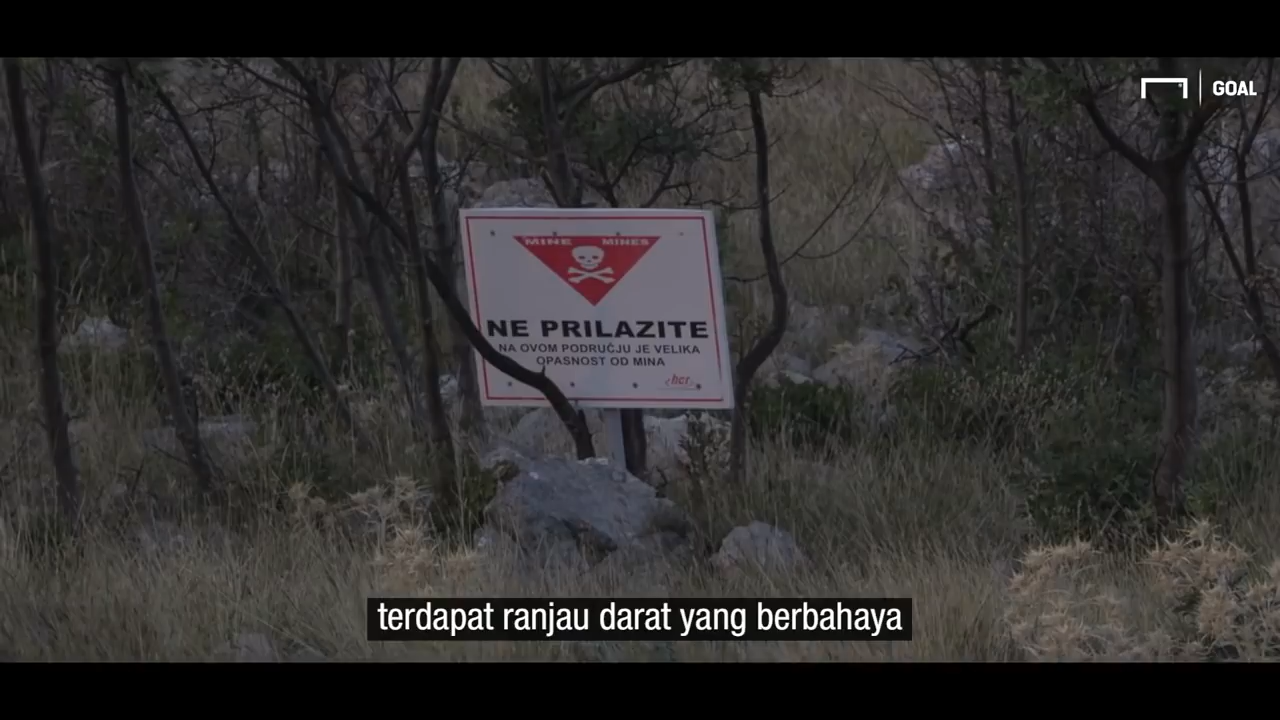 GOAL
MINE MINES
NE PRILAZITE
NA OVOM PODRUČJU JE VELIKA
OPASNOST OD MINA
hcr
terdapat ranjau darat yang berbahaya